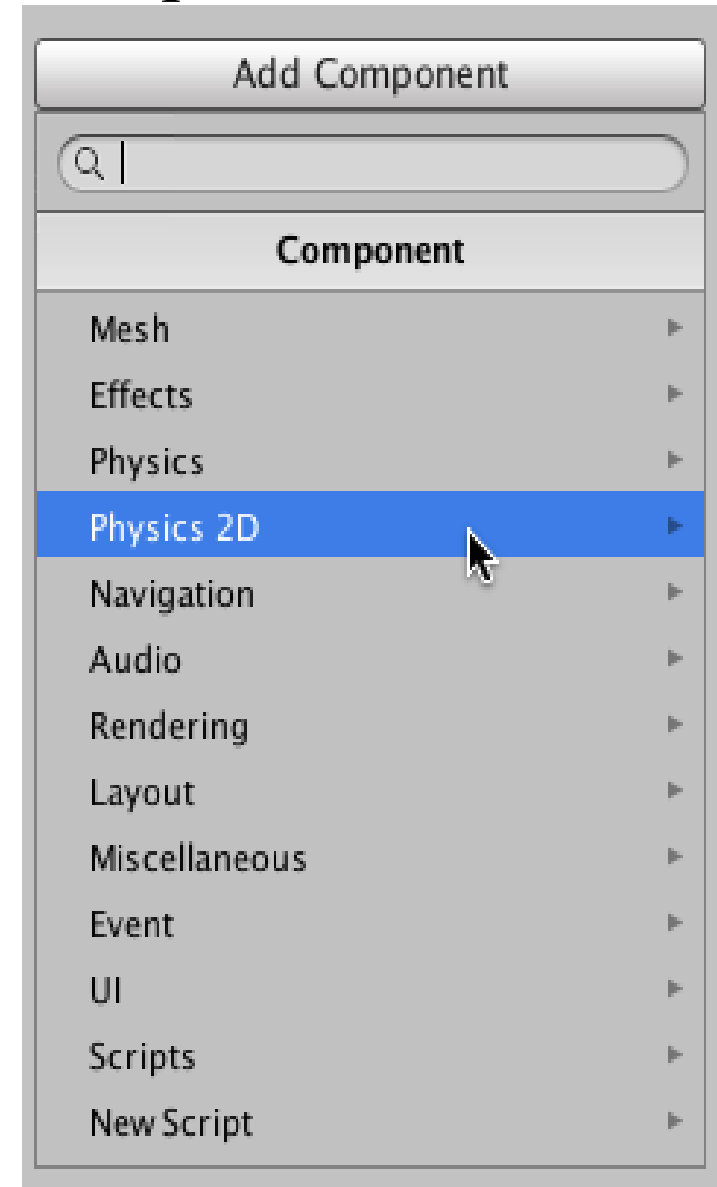 Add Component
Component
Mesh
Effects
Physics
Physics 2D
Navigation
Audio
Rendering
Layout
Miscellaneous
Event
UI
Scripts
New Script